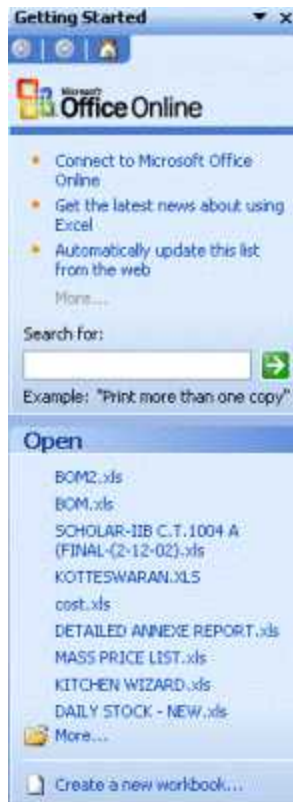 Getting Started
Microsoft
Office Online
Connect to Microsoft Office
Online
Get the latest news about using
Excel
Automatically update this list
from the web
More...
Search for:
Example: "Print more than one copy"
Open
BOM2.xls
BOM.xls
SCHOLAR-IIB C.T.1004 A
(FINAL-(2-12-02).xls
KOTTESWARAN.XLS
cost.xls
DETAILED ANNEXE REPORT.xls
MASS PRICE LIST.xls
KITCHEN WIZARD.xls
DAILY STOCK - NEW.xls
More...
Create a new workbook...